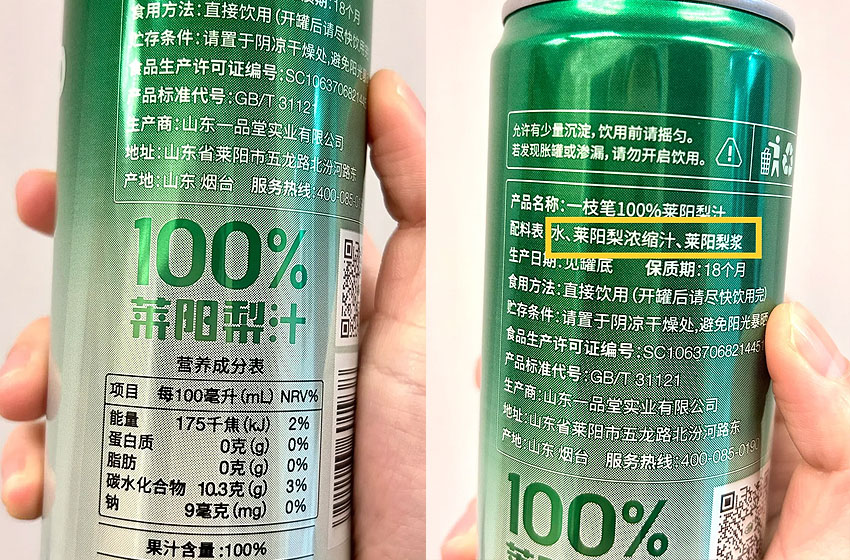 期:18个月
食用方法:直接饮用(开罐后请尽快饮用
贮存条件:请置于阴凉干燥处,避免阳光暴
食品生产许可证编号:SC1063706821445
产品标准代号:GB/T 31121
生产商:山东一品堂实业有限公司
地址:山东省莱阳市五龙路北汾河路东
产地:山东 烟台 服务热线:400-085-01
100%
莱阳梨汁
营养成分表
项目 每100毫升(mL) NRV%
能量 175千焦(kJ) 2%
蛋白质 0克(g) 0%
脂肪 0克(g) 0%
碳水化合物 10.3克(g) 3%
钠 9毫克(mg) 0%
果汁含量:100%
允许有少量沉淀,饮用前请摇匀。
若发现胀罐或渗漏,请勿开启饮用。
产品名称:一枝笔100%莱阳梨汁
配料表 水、莱阳梨浓缩汁、莱阳梨浆
生产日期:见罐底 保质期:18个月
食用方法:直接饮用(开罐后请尽快饮用完)
贮存条件:请置于阴凉干燥处,避免阳光暴晒
食品生产许可证编号:SC10637068214451
产品标准代号:GB/T 31121
生产商:山东一品堂实业有限公司
地址:山东省莱阳市五龙路北汾河路东
产地:山东 烟台 服务热线:400-085-0190
100%
莱阳梨汁